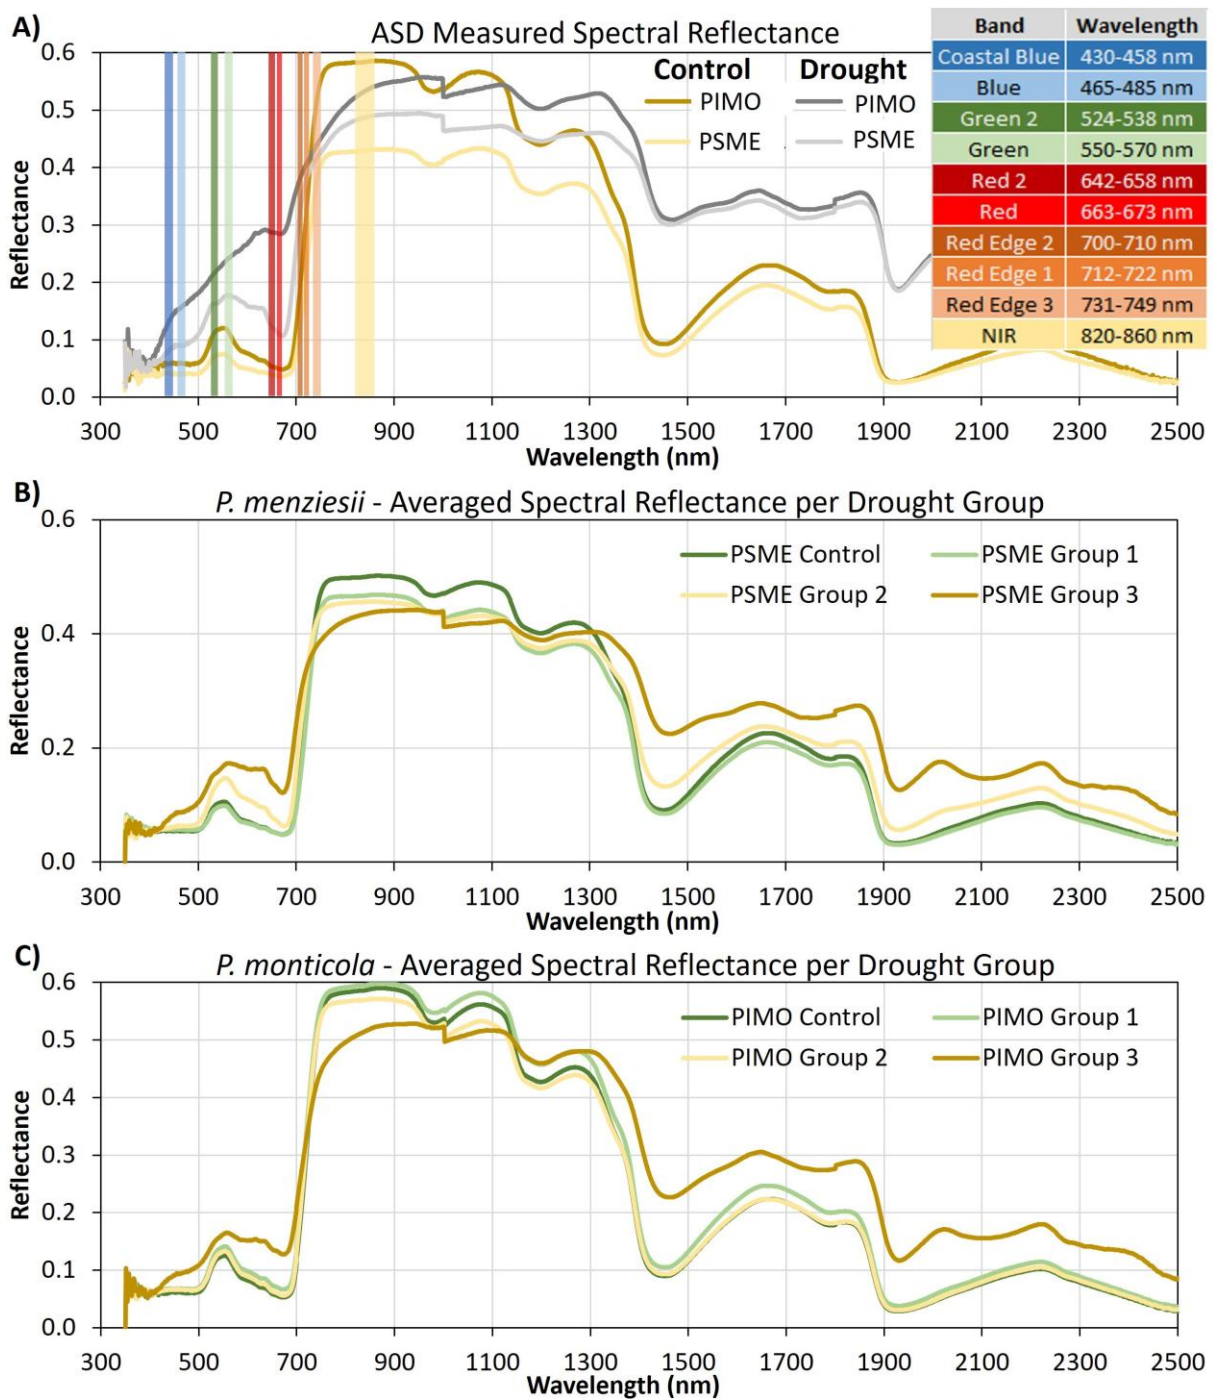 A)
ASD Measured Spectral Reflectance
Band Wavelength
Coastal Blue 430-458 nm
Blue 465-485 nm
Green 2 524-538 nm
Green 550-570 nm
Red 2 642-658 nm
Red 663-673 nm
Red Edge 2 700-710 nm
Red Edge 1 712-722 nm
Red Edge 3 731-749 nm
NIR 820-860 nm
Control Drought
PIMO PIMO
PSME PSME
0.6
0.5
0.4
0.3
0.2
0.1
0.0
Reflectance
300 500 700 900 1100 1300 1500 1700 1900 2100 2300 2500
Wavelength (nm)
B)
P. menziesii - Averaged Spectral Reflectance per Drought Group
PSME Control PSME Group 1
PSME Group 2 PSME Group 3
0.6
0.4
0.2
0.0
Reflectance
300 500 700 900 1100 1300 1500 1700 1900 2100 2300 2500
Wavelength (nm)
C)
P. monticola - Averaged Spectral Reflectance per Drought Group
PIMO Control PIMO Group 1
PIMO Group 2 PIMO Group 3
0.6
0.5
0.4
0.3
0.2
0.1
0.0
Reflectance
300 500 700 900 1100 1300 1500 1700 1900 2100 2300 2500
Wavelength (nm)